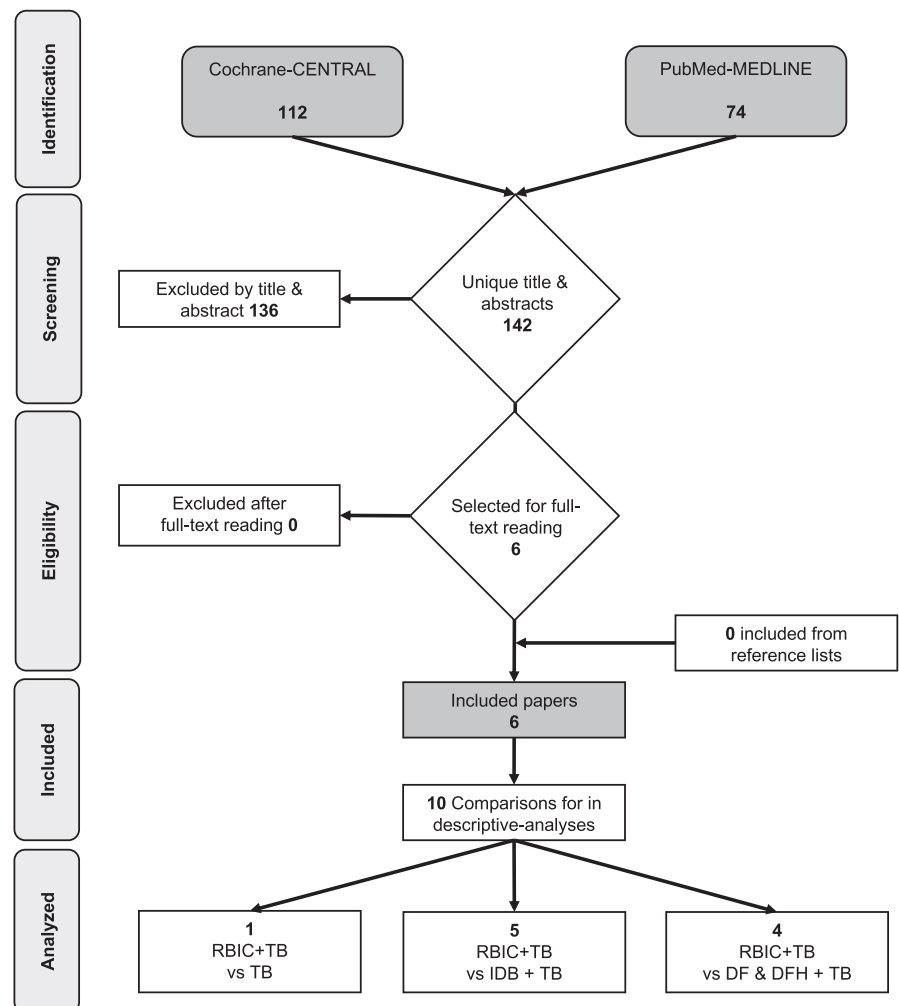 Identification
Cochrane-CENTRAL
112
PubMed-MEDLINE
74
Screening
Excluded by title &
abstract 136
Unique title &
abstracts
142
Eligibility
Excluded after
full-text reading 0
Selected for full-
text reading
6
0 included from
reference lists
Included
Included papers
6
10 Comparisons for in
descriptive-analyses
Analyzed
1
RBIC+TB
vs TB
5
RBIC+TB
vs IDB + TB
4
RBIC+TB
vs DF & DFH + TB